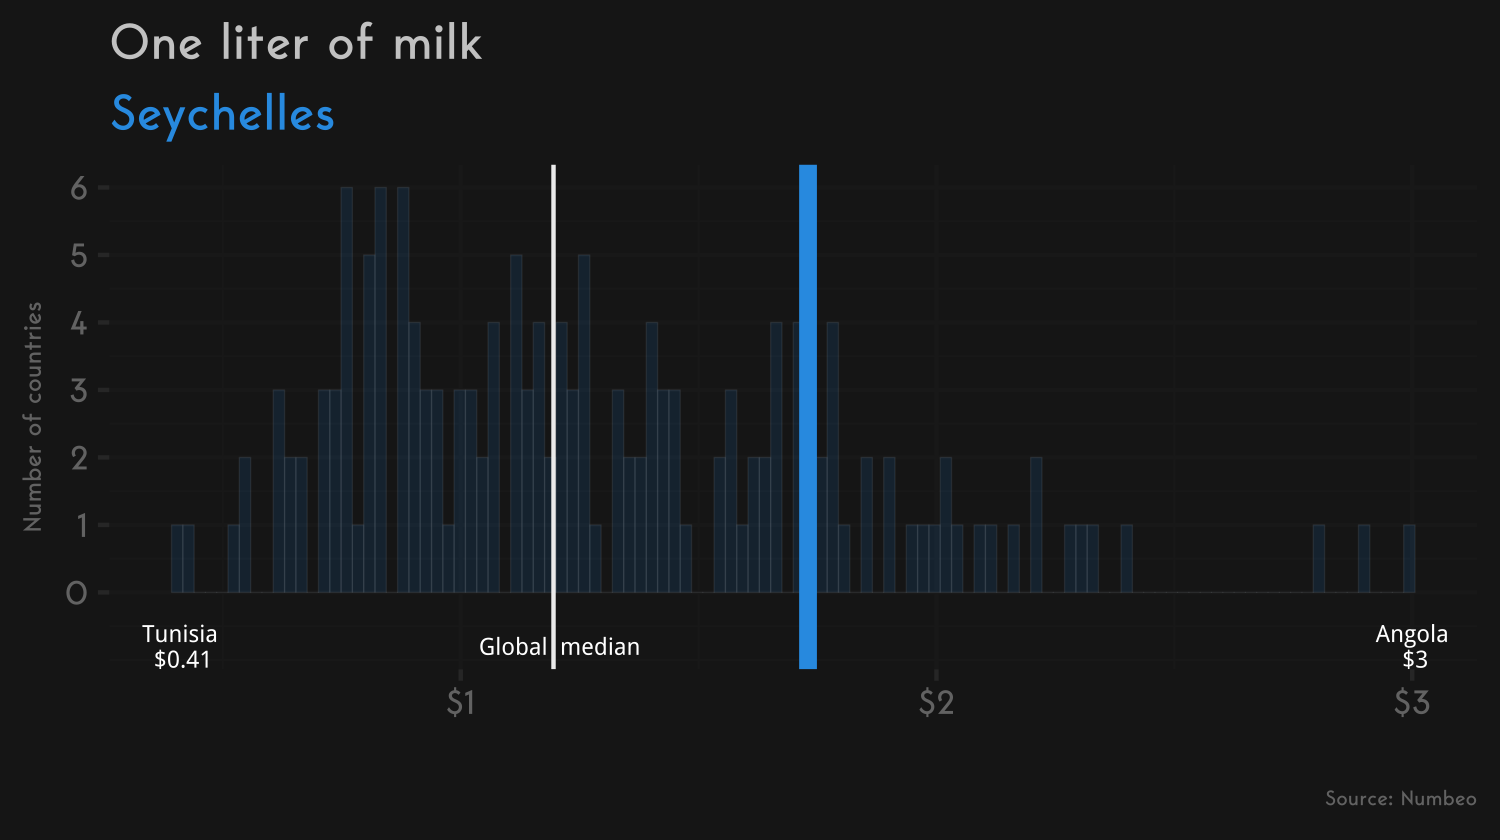 One liter of milk
Seychelles
Number of countries
6
5
4
3
2
1
0
Tunisia
$0.41
Global median
Angola
$3
$1
$2
$3
Source: Numbeo